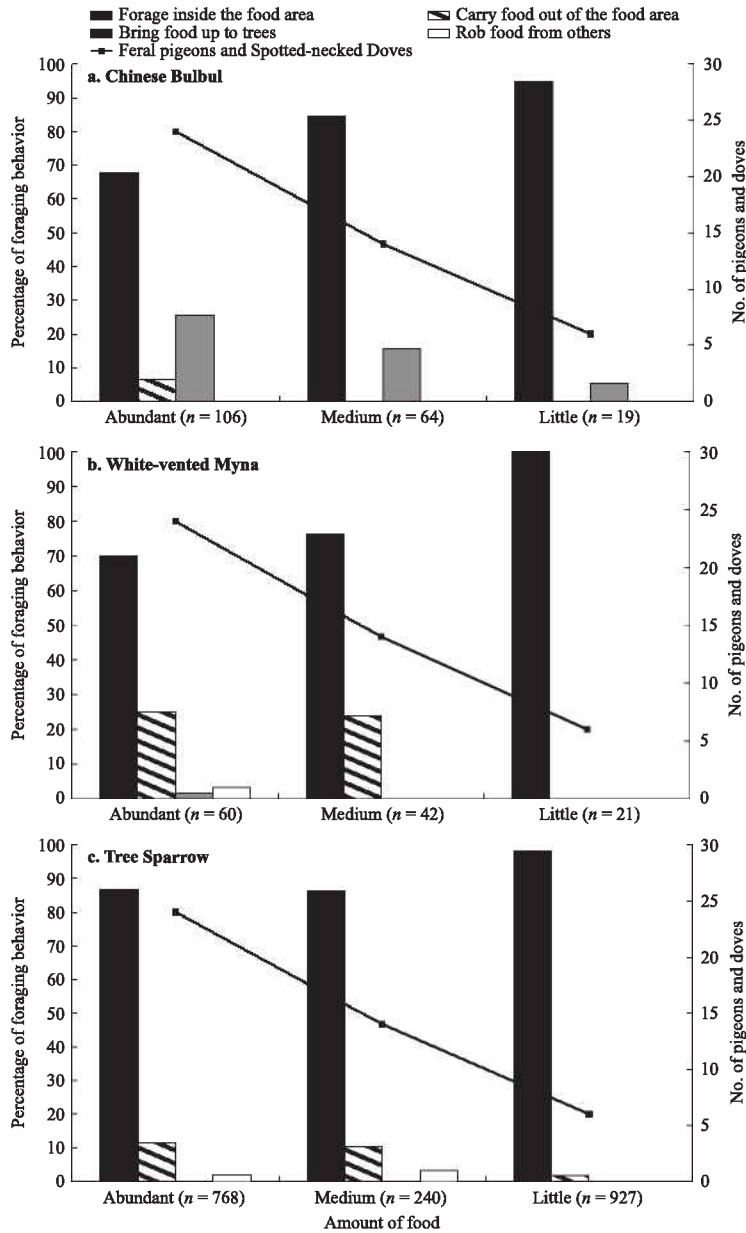 Forage inside the food area
Carry food out of the food area
Bring food up to trees
Rob food from others
Feral pigeons and Spotted-necked Doves
a. Chinese Bulbul
Percentage of foraging behavior
100
90
80
70
60
50
40
30
20
10
0
30
25
20
15
10
5
0
No. of pigeons and doves
Abundant (n = 106)
Medium (n = 64)
Little (n = 19)
b. White-vented Myna
Percentage of foraging behavior
100
90
80
70
60
50
40
30
20
10
0
30
25
20
15
10
5
0
No. of pigeons and doves
Abundant (n = 60)
Medium (n = 42)
Little (n = 21)
c. Tree Sparrow
Percentage of foraging behavior
100
90
80
70
60
50
40
30
20
10
0
30
25
20
15
10
5
0
No. of pigeons and doves
Abundant (n = 768)
Medium (n = 240)
Little (n = 927)
Amount of food